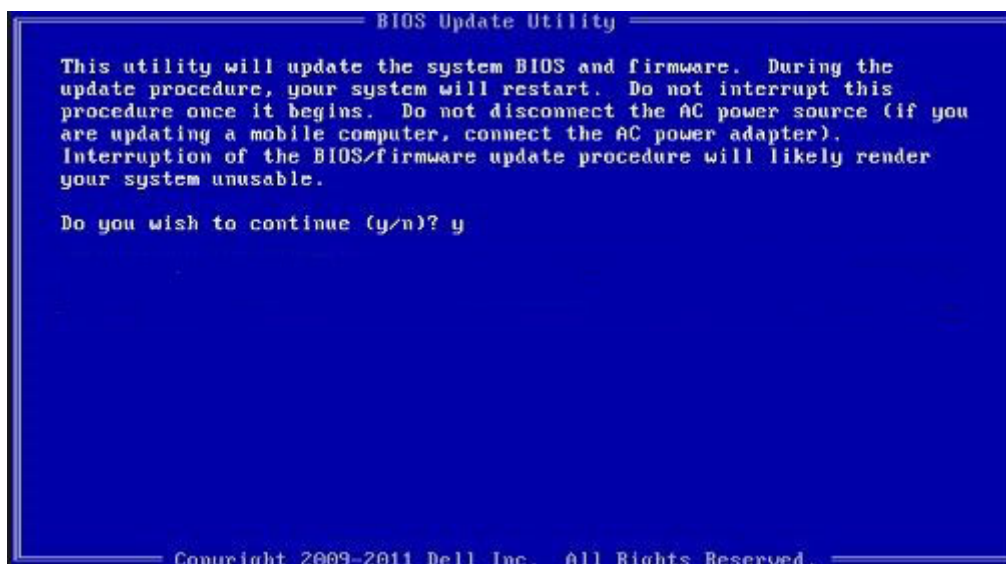 BIOS Update Utility
This utility will update the system BIOS and firmware. During the
update procedure, your system will restart. Do not interrupt this
procedure once it begins. Do not disconnect the AC power source (if you
are updating a mobile computer, connect the AC power adapter).
Interruption of the BIOS/firmware update procedure will likely render
your system unusable.
Do you wish to continue (y/n)? y
Copyright 2009-2011 Dell Inc. All Rights Reserved.